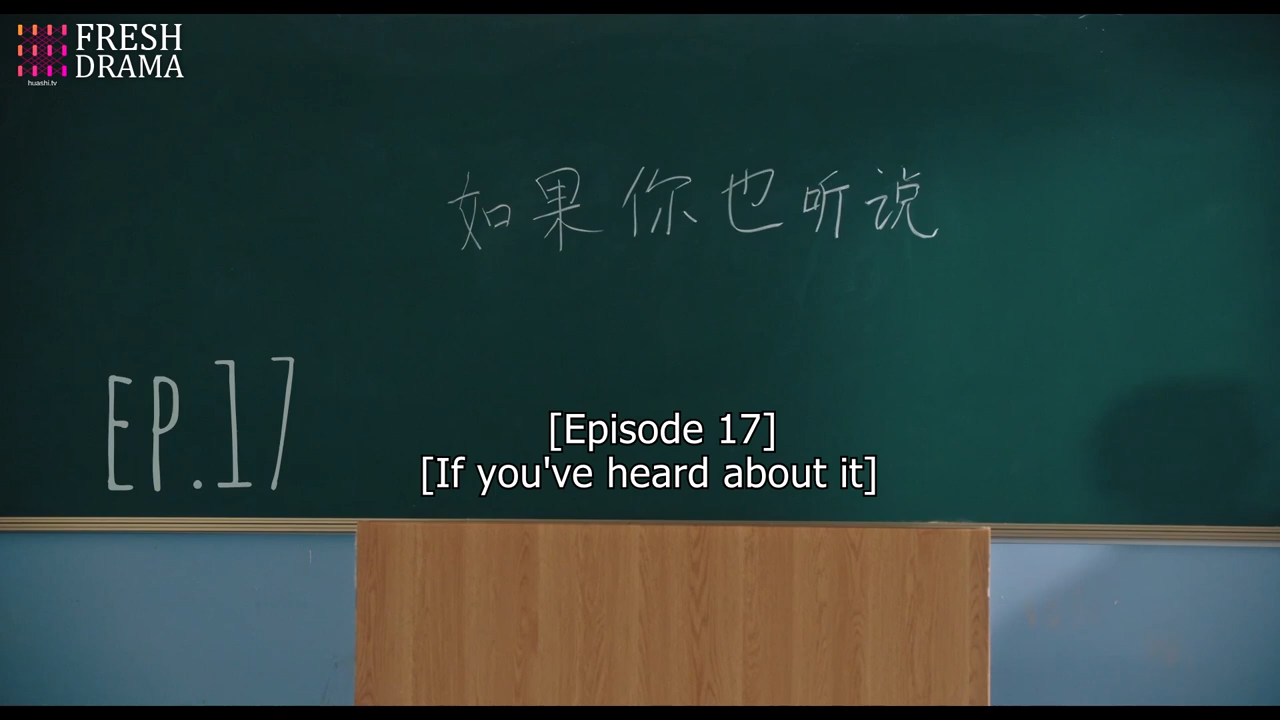 FRESH
DRAMA
huashi.tv
如果你也听说
EP.17
[Episode 17]
[If you've heard about it]